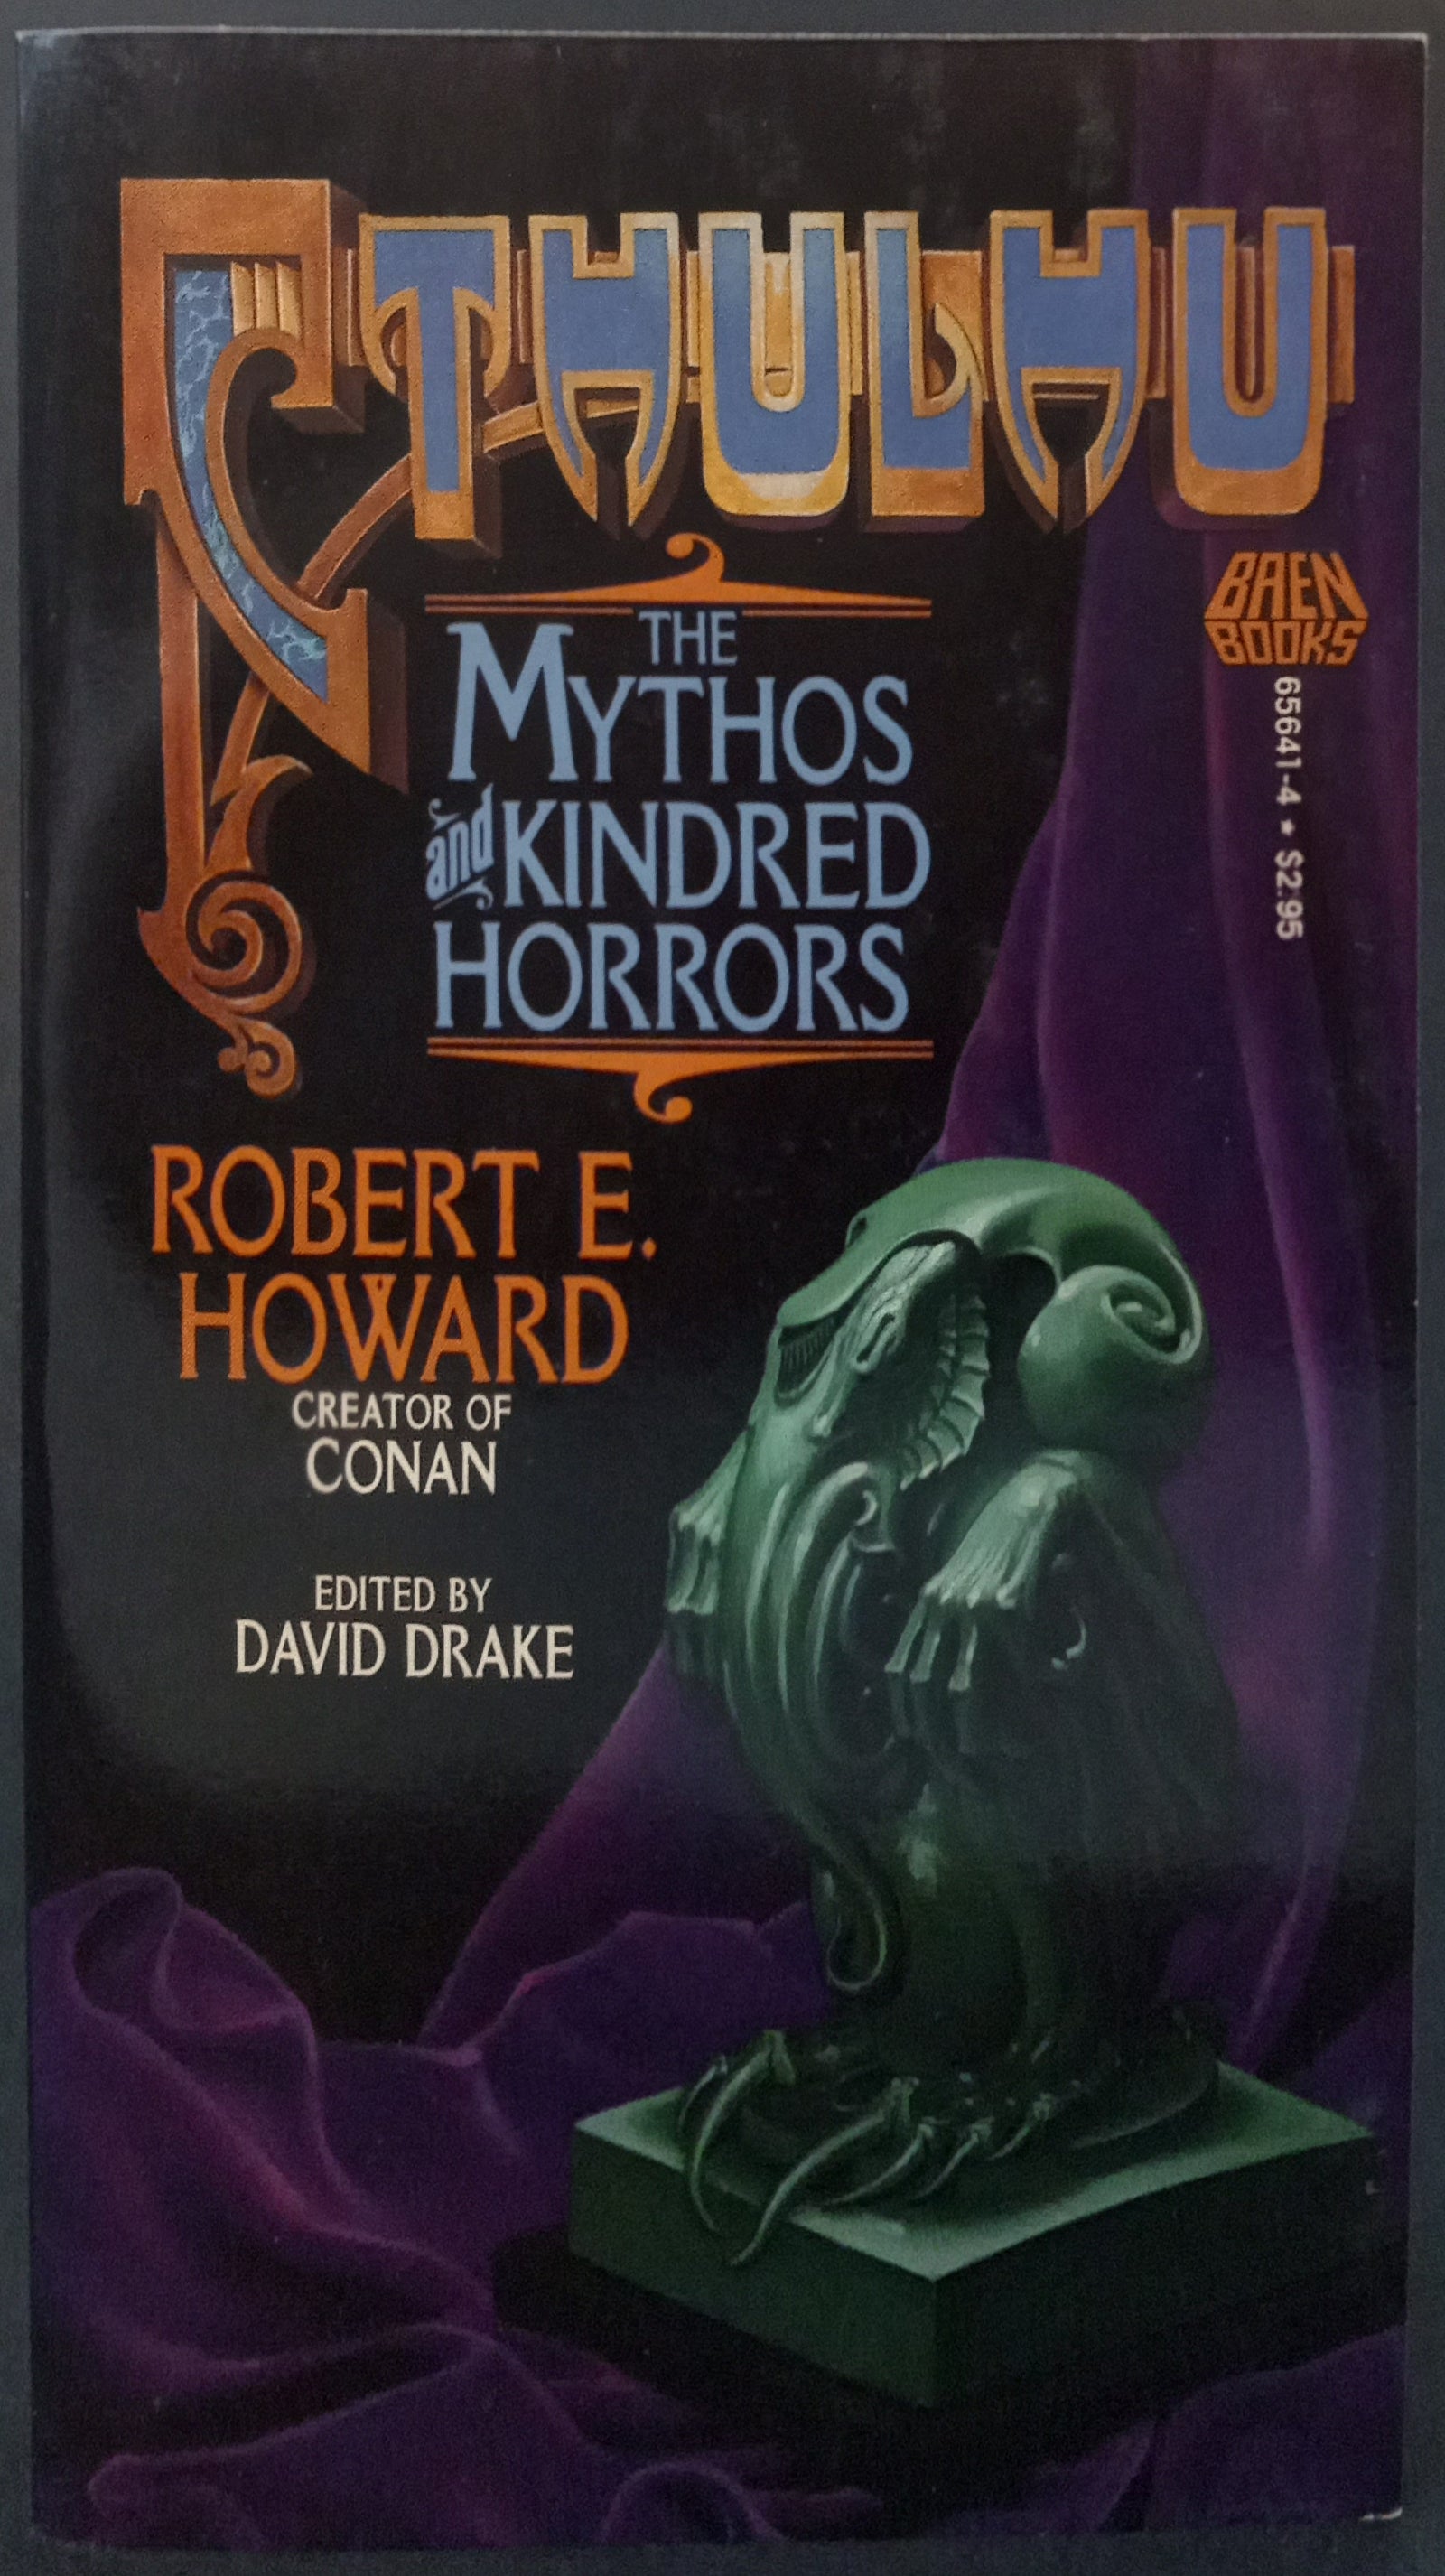 CTHULHU
THE
MYTHOS
and KINDRED
HORRORS
BAEN
BOOKS
65641-4 ★ $2.95
ROBERT E.
HOWARD
CREATOR OF
CONAN
EDITED BY
DAVID DRAKE